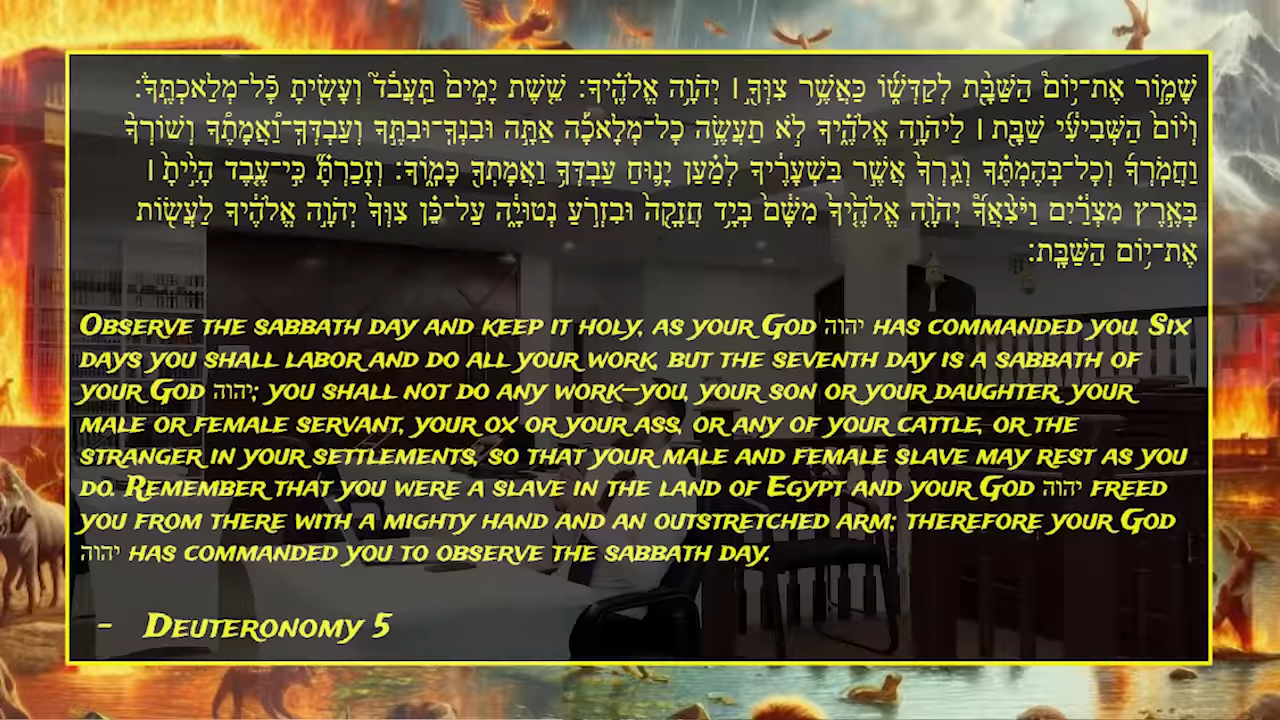 שָׁמ֣֛וֹר אֶת־י֥וֹם֩ הַשַּׁבָּ֨ת לְקַדְּשׁ֜֗וֹ כַּאֲשֶׁ֥ר צִוְּךָ֣֙׀ יְהֹוָ֥ה אֱלֹהֶֽ֗יךָ׃ שֵׁ֤שֶׁת יָמִ֣ים֙ תַּֽעֲבֹד֮ וְעָשִׂ֣יתָ כׇּֿל־מְלַאכְתֶּ֒ךָ֒׃
וְי֨וֹם֙ הַשְּׁבִיעִ֔֜י שַׁבָּ֖ת׀ לַיהֹוָ֖ה אֱלֹהֶ֑֗יךָ לֹ֣א תַעֲשֶׂ֣ה כׇל־מְלָאכָ֡ה אַתָּ֣ה וּבִנְךָֽ־וּבִתֶּ֣ךָ וְעַבְדְּךָֽ־וַ֠אֲמָתֶ֠ךָ וְשׁוֹרְךָ֨
וַחֲמֹֽרְךָ֜ וְכׇל־בְּהֶמְתֶּ֗ךָ וְגֵֽרְךָ֙ אֲשֶׁ֣ר בִּשְׁעָרֶ֔יךָ לְמַ֗עַן יָנ֛וּחַ עַבְדְּךָ֥ וַאֲמָתְךָ֖ כָּמֽ֑וֹךָ׃ וְזָכַרְתָּ֞ כִּֽי־עֶ֤בֶד הָיִ֙יתָ֙׀
בְּאֶ֣רֶץ מִצְרַ֔֗יִם וַיֹּצִ֨אֲךָ֜ יְהֹוָ֤ה֨ אֱלֹהֶ֤֙יךָ֙ מִשָּׁם֙ בְּיָ֤ד֥ חֲזָקָה֙ וּבִזְרֹ֣עַ נְטוּיָ֖֔ה עַל־כֵּ֗ן צִוְּךָ֙ יְהֹוָ֣ה אֱלֹהֶ֔יךָ לַעֲשׂ֖וֹת
אֶת־י֥וֹם הַשַּׁבָּֽ֑ת׃
Observe the sabbath day and keep it holy, as your God יהוה has commanded you. Six
days you shall labor and do all your work, but the seventh day is a sabbath of
your God יהוה; you shall not do any work—you, your son or your daughter, your
male or female servant, your ox or your ass, or any of your cattle, or the
stranger in your settlements, so that your male and female slave may rest as you
do. Remember that you were a slave in the land of Egypt and your God יהוה freed
you from there with a mighty hand and an outstretched arm; therefore your God
יהוה has commanded you to observe the sabbath day.
- Deuteronomy 5